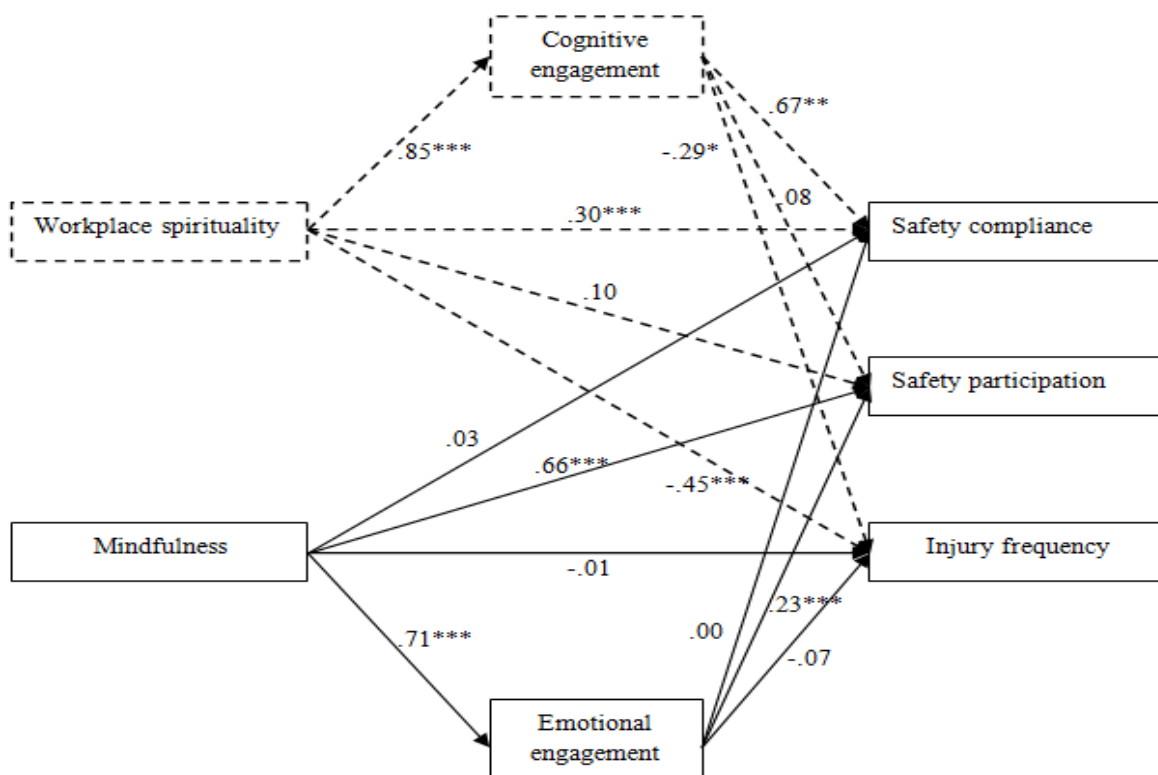 Cognitive
engagement
.67**
.85***
-.29*
.08
Workplace spirituality
.30***
Safety compliance
.10
Safety participation
.03
.66***
-.45***
Mindfulness
Injury frequency
-.01
.23***
.71***
.00
-.07
Emotional
engagement